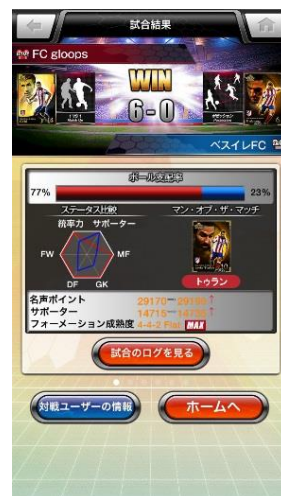 試合結果
FC gloops
WIN
6-0
ベスイレFC
ボール支配率
77%
23%
ステータス比較
マン・オブ・ザ・マッチ
統率力 サポーター
FW
MF
DF GK
トゥラン
名声ポイント
サポーター
フォーメーション成熟度 4-4-2 Flat MAX
試合のログを見る
対戦ユーザーの情報
ホームへ